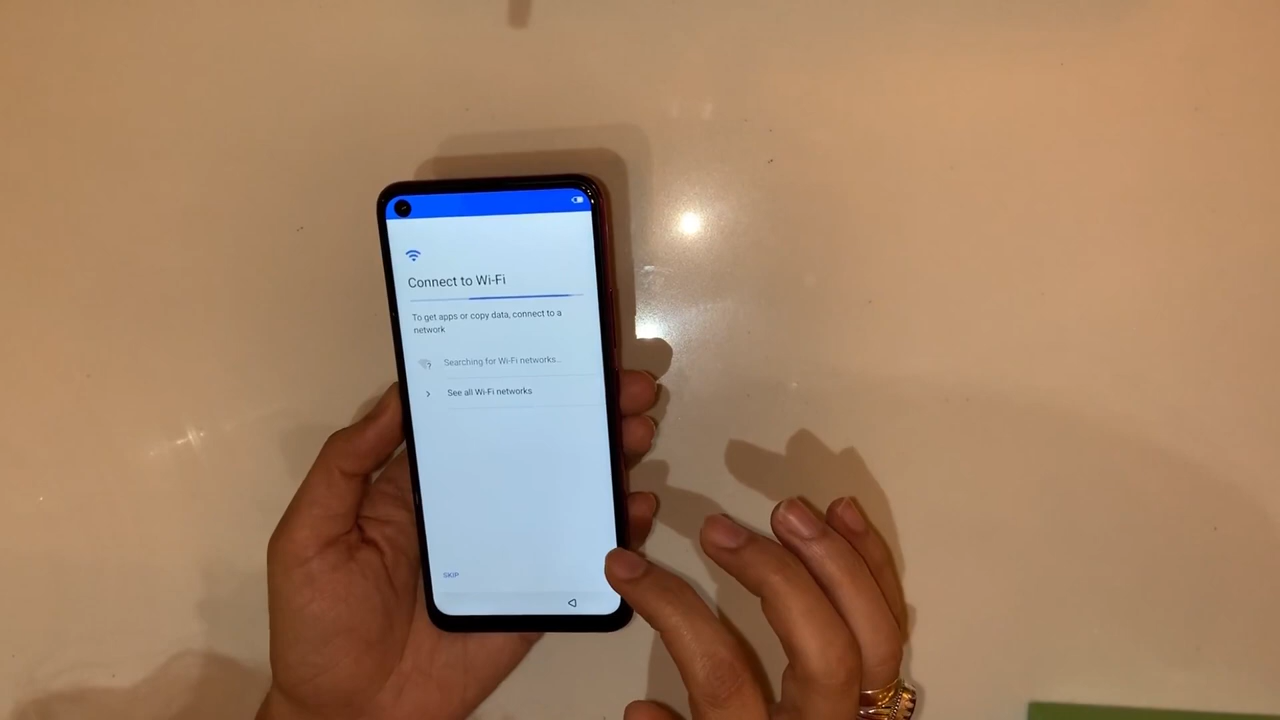 Connect to Wi-Fi
To get apps or copy data, connect to a
network
Searching for Wi-Fi networks...
See all Wi-Fi networks
SKIP